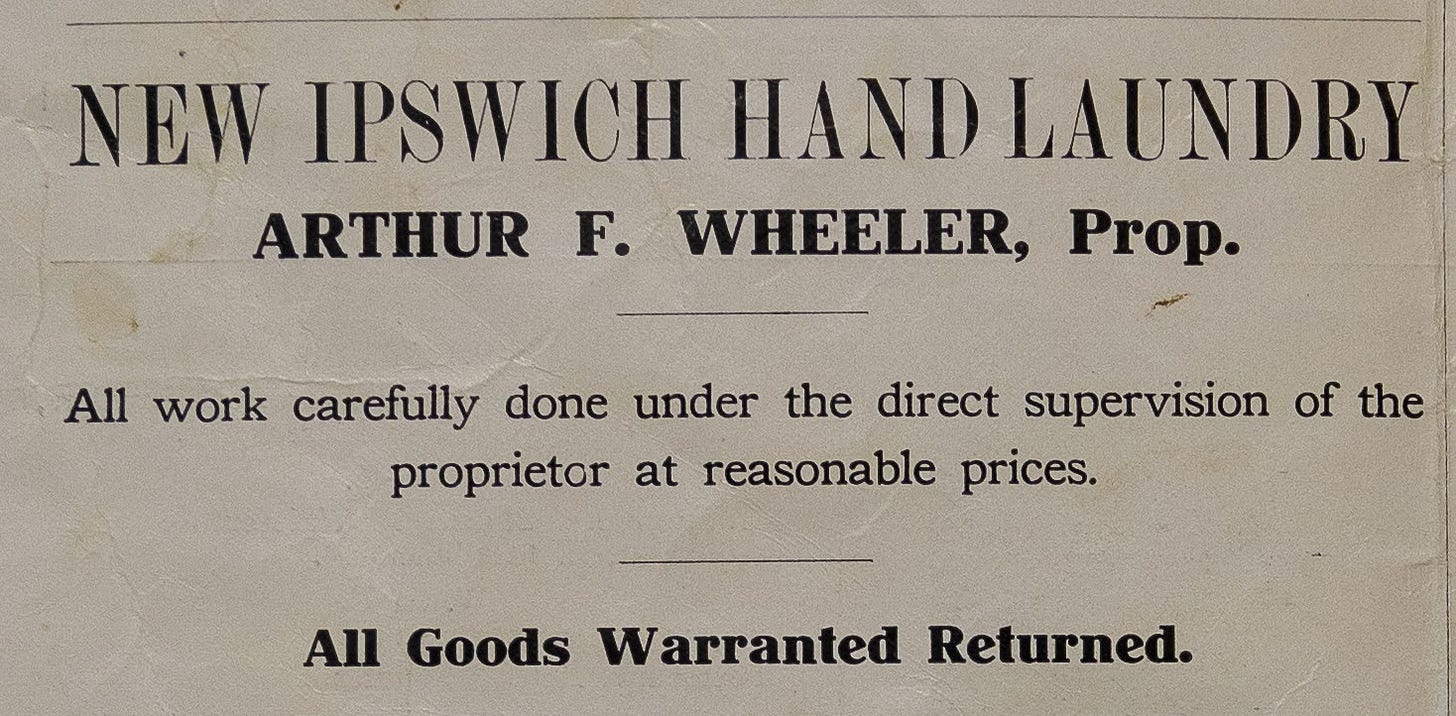 NEW IPSWICH HAND LAUNDRY
ARTHUR F. WHEELER, Prop.
All work carefully done under the direct supervision of the
proprietor at reasonable prices.
All Goods Warranted Returned.